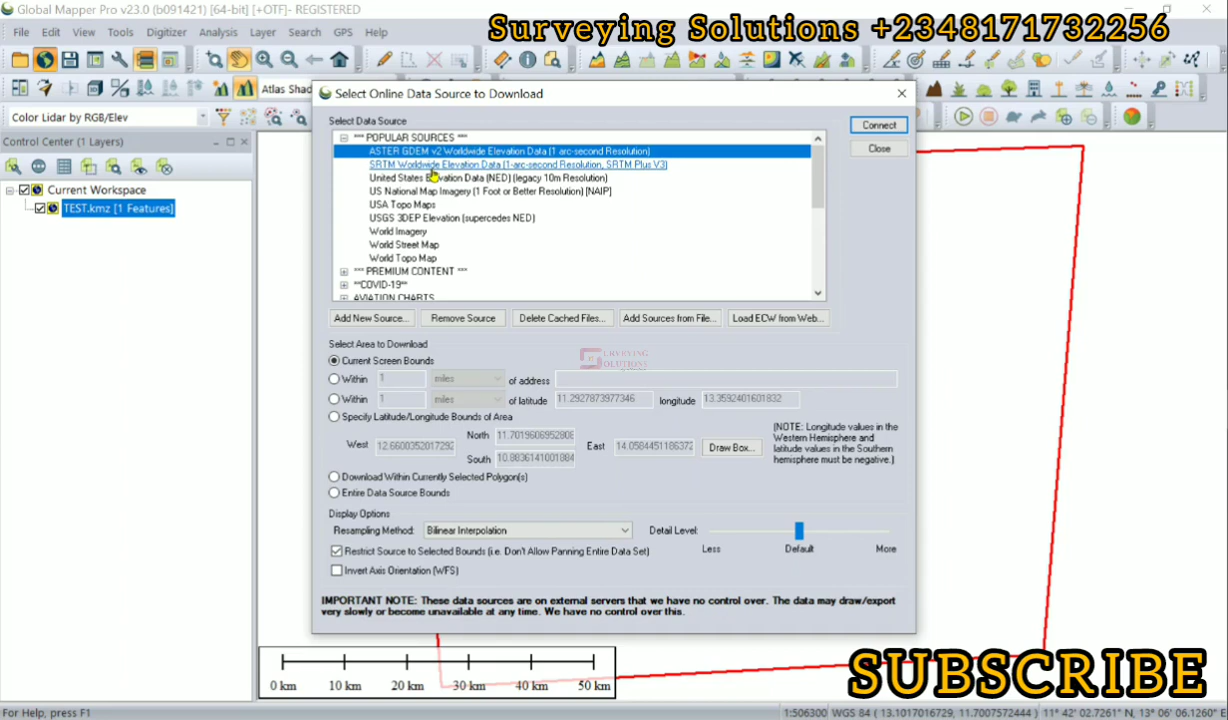 Global Mapper Pro v23.0 (b091421) [64-bit] [+OTF]- REGISTERED
Surveying Solutions +2348171732256
File Edit View Tools Digitizer Analysis Layer Search GPS Help
Atlas Shad
Color Lidar by RGB/Elev
Control Center (1 Layers)
Current Workspace
TEST.kmz [1 Features]
Select Online Data Source to Download
Select Data Source
*** POPULAR SOURCES ***
ASTER GDEM v2 Worldwide Elevation Data (1 arc-second Resolution)
SRTM Worldwide Elevation Data (1-arc-second Resolution, SRTM Plus V3)
United States Elevation Data (NED) (legacy 10m Resolution)
US National Map Imagery (1 Foot or Better Resolution) [NAIP]
USA Topo Maps
USGS 3DEP Elevation (supercedes NED)
World Imagery
World Street Map
World Topo Map
*** PREMIUM CONTENT ***
**COVID-19**
AVIATION CHARTS
Connect
Close
Add New Source... Remove Source Delete Cached Files... Add Sources from File... Load ECW from Web...
Select Area to Download
SURVEYING SOLUTIONS
Current Screen Bounds
Within 1 miles of address
Within 1 miles of latitude 11.2927873977346 longitude 13.3592401601832
Specify Latitude/Longitude Bounds of Area
North 11.7019606952808
West 12.6600352017292 East 14.0584451186372 Draw Box...
South 10.8836141001884
(NOTE: Longitude values in the
Western Hemisphere and
latitude values in the Southern
hemisphere must be negative.)
Download Within Currently Selected Polygon(s)
Entire Data Source Bounds
Display Options
Resampling Method: Bilinear Interpolation Detail Level:
Less Default More
Restrict Source to Selected Bounds (i.e. Don't Allow Panning Entire Data Set)
Invert Axis Orientation (WFS)
IMPORTANT NOTE: These data sources are on external servers that we have no control over. The data may draw/export
very slowly or become unavailable at any time. We have no control over this.
0 km 10 km 20 km 30 km 40 km 50 km
SUBSCRIBE
For Help, press F1
1:506300 WGS 84 ( 13.1017016729, 11.7007572444 ) 11° 42' 02.7261" N, 13° 06' 06.1260" E